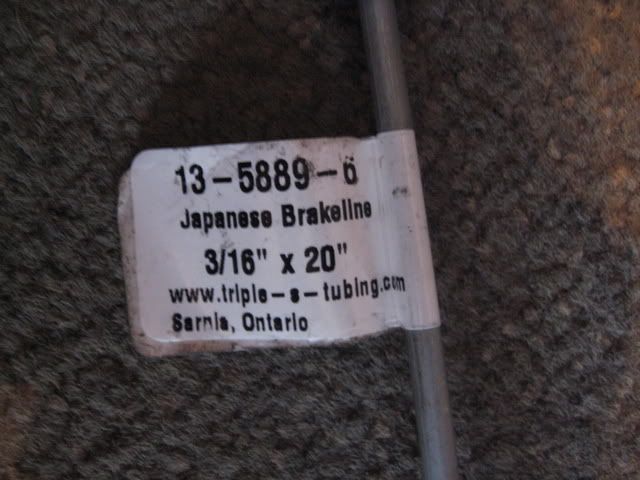 13-5889-6
Japanese Brakeline
3/16" x 20"
www.triple-s-tubing.com
Sarnia, Ontario